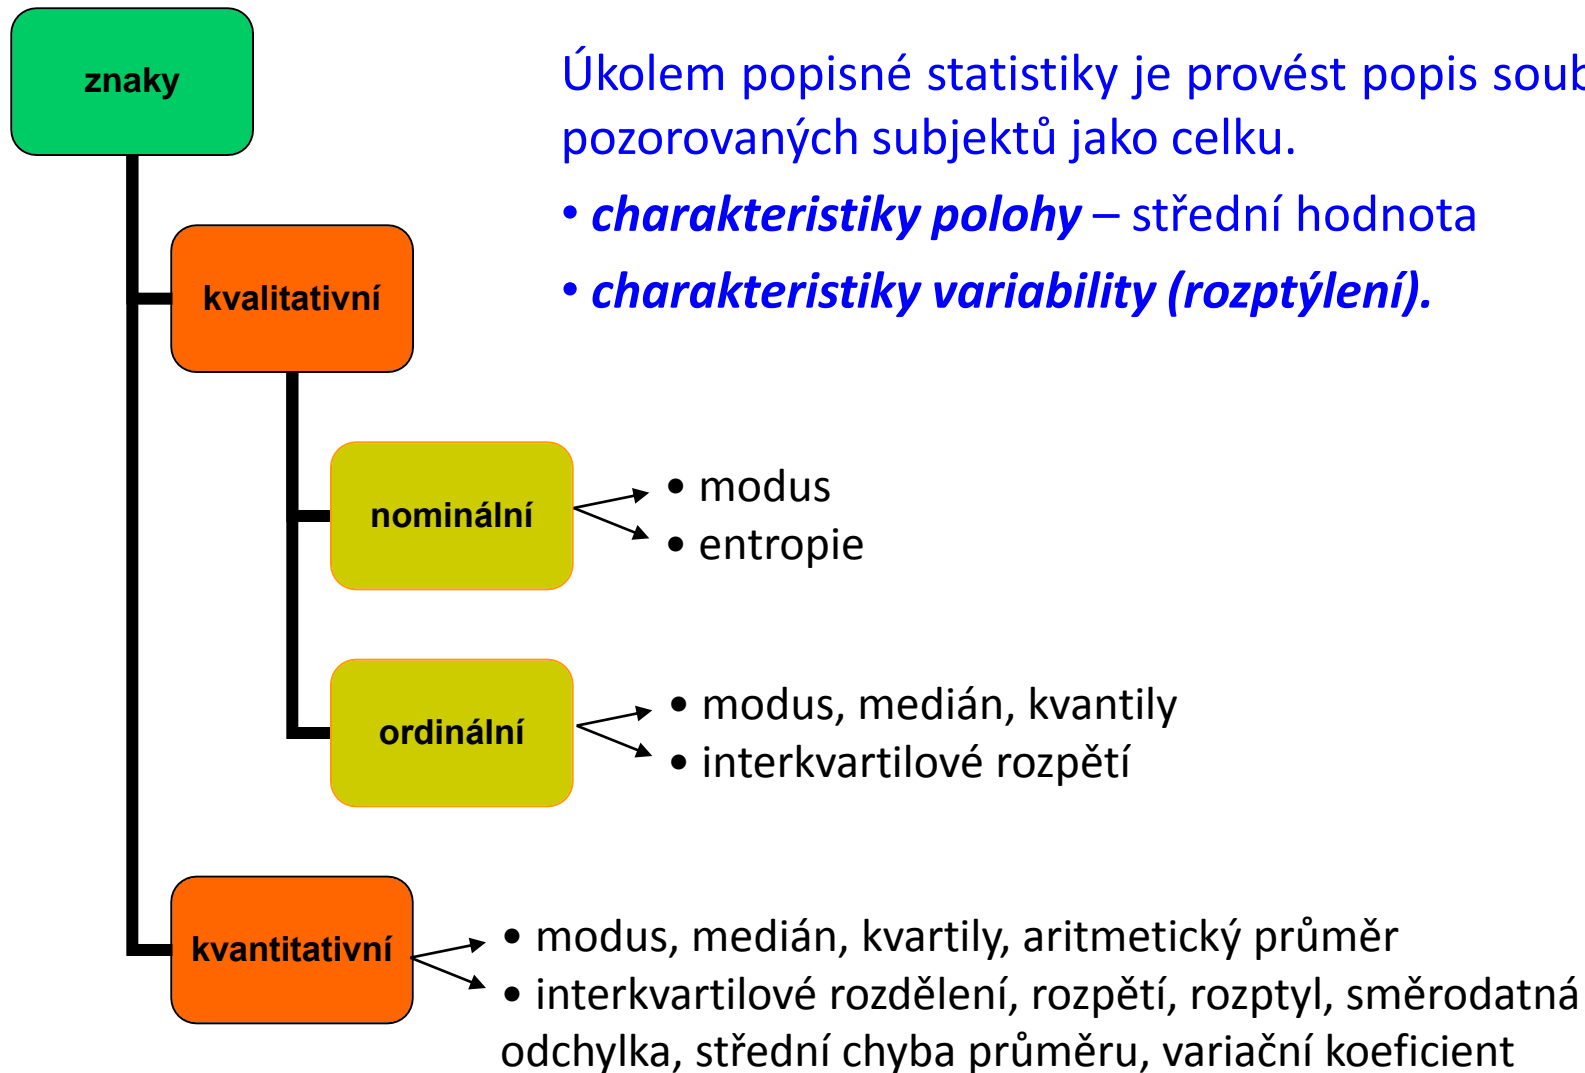 znaky
Úkolem popisné statistiky je provést popis
pozorovaných subjektů jako celku.
• charakteristiky polohy – střední hodnota
• charakteristiky variability (rozptýlení).
kvalitativní
nominální
• modus
• entropie
ordinální
• modus, medián, kvantily
• interkvartilové rozpětí
kvantitativní
• modus, medián, kvartily, aritmetický průměr
• interkvartilové rozdělení, rozpětí, rozptyl, směrodatná
odchylka, střední chyba průměru, variační koeficient